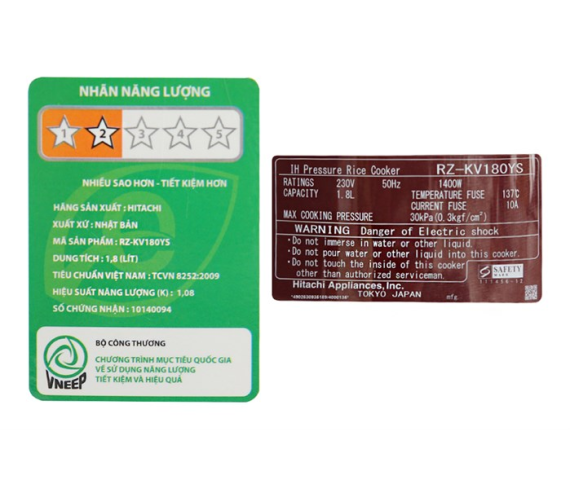 NHÃN NĂNG LƯỢNG
1 2 3 4 5
NHIỀU SAO HƠN - TIẾT KIỆM HƠN
HÃNG SẢN XUẤT : HITACHI
XUẤT XỨ : NHẬT BẢN
MÃ SẢN PHẨM : RZ-KV180YS
DUNG TÍCH : 1,8 (LÍT)
TIÊU CHUẨN VIỆT NAM : TCVN 8252:2009
HIỆU SUẤT NĂNG LƯỢNG (K) : 1,08
SỐ CHỨNG NHẬN : 10140094
BỘ CÔNG THƯƠNG
CHƯƠNG TRÌNH MỤC TIÊU QUỐC GIA
VỀ SỬ DỤNG NĂNG LƯỢNG
TIẾT KIỆM VÀ HIỆU QUẢ
VNEEP
IH Pressure Rice Cooker RZ-KV180YS
RATINGS 230V 50Hz 1400W
CAPACITY 1.8L TEMPERATURE FUSE 137C
CURRENT FUSE 10A
MAX COOKING PRESSURE 30kPa(0.3kgf/cm²)
WARNING Danger of Electric shock
・Do not immerse in water or other liquid.
・Do not pour water or other liquid into this cooker.
・Do not touch the inside of this cooker
other than authorized serviceman.
SAFETY
Hitachi Appliances,Inc.
TOKYO JAPAN mfg